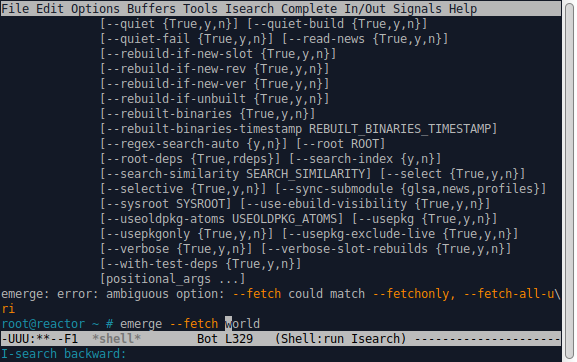 File Edit Options Buffers Tools Isearch Complete In/Out Signals Help
[--quiet {True,y,n}] [--quiet-build {True,y,n}]
[--quiet-fail {True,y,n}] [--read-news {True,y,n}]
[--rebuild-if-new-slot {True,y,n}]
[--rebuild-if-new-rev {True,y,n}]
[--rebuild-if-new-ver {True,y,n}]
[--rebuild-if-unbuilt {True,y,n}]
[--rebuilt-binaries {True,y,n}]
[--rebuilt-binaries-timestamp REBUILT_BINARIES_TIMESTAMP]
[--regex-search-auto {y,n}] [--root ROOT]
[--root-deps {True,rdeps}] [--search-index {y,n}]
[--search-similarity SEARCH_SIMILARITY] [--select {True,y,n}]
[--selective {True,y,n}] [--sync-submodule {glsa,news,profiles}]
[--sysroot SYSROOT] [--use-ebuild-visibility {True,y,n}]
[--useoldpkg-atoms USEOLDPKG_ATOMS] [--usepkg {True,y,n}]
[--usepkgonly {True,y,n}] [--usepkg-exclude-live {True,y,n}]
[--verbose {True,y,n}] [--verbose-slot-rebuilds {True,y,n}]
[--with-test-deps {True,y,n}]
[positional_args ...]
emerge: error: ambiguous option: --fetch could match --fetchonly, --fetch-all-u\
ri
root@reactor ~ # emerge --fetch world
-UUU:**--F1 *shell* Bot L329 (Shell:run Isearch) ---------------------
I-search backward: